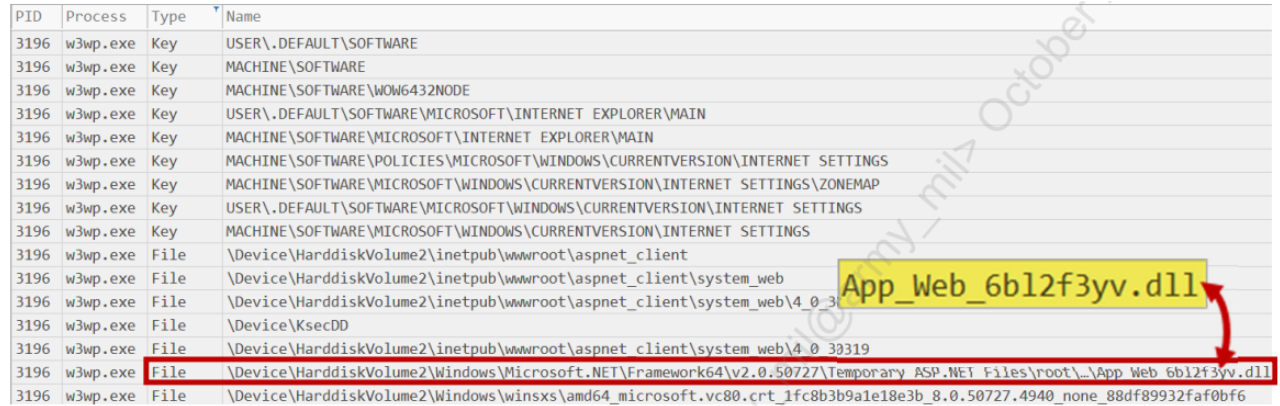 PID Process Type Name
3196 w3wp.exe Key USER\.DEFAULT\SOFTWARE
3196 w3wp.exe Key MACHINE\SOFTWARE
3196 w3wp.exe Key MACHINE\SOFTWARE\WOW6432NODE
3196 w3wp.exe Key USER\.DEFAULT\SOFTWARE\MICROSOFT\INTERNET EXPLORER\MAIN
3196 w3wp.exe Key MACHINE\SOFTWARE\MICROSOFT\INTERNET EXPLORER\MAIN
3196 w3wp.exe Key MACHINE\SOFTWARE\POLICIES\MICROSOFT\WINDOWS\CURRENTVERSION\INTERNET SETTINGS
3196 w3wp.exe Key MACHINE\SOFTWARE\MICROSOFT\WINDOWS\CURRENTVERSION\INTERNET SETTINGS\ZONEMAP
3196 w3wp.exe Key USER\.DEFAULT\SOFTWARE\MICROSOFT\WINDOWS\CURRENTVERSION\INTERNET SETTINGS
3196 w3wp.exe Key MACHINE\SOFTWARE\MICROSOFT\WINDOWS\CURRENTVERSION\INTERNET SETTINGS
3196 w3wp.exe File \Device\HarddiskVolume2\inetpub\wwwroot\aspnet_client
3196 w3wp.exe File \Device\HarddiskVolume2\inetpub\wwwroot\aspnet_client\system_web
3196 w3wp.exe File \Device\HarddiskVolume2\inetpub\wwwroot\aspnet_client\system_web\4_0_3
App_Web_6bl2f3yv.dll
3196 w3wp.exe File \Device\KsecDD
3196 w3wp.exe File \Device\HarddiskVolume2\inetpub\wwwroot\aspnet_client\system_web\4_0_30319
3196 w3wp.exe File \Device\HarddiskVolume2\Windows\Microsoft.NET\Framework64\v2.0.50727\Temporary ASP.NET Files\root\…\App_Web_6bl2f3yv.dll
3196 w3wp.exe File \Device\HarddiskVolume2\Windows\winsxs\amd64_microsoft.vc80.crt_1fc8b3b9a1e18e3b_8.0.50727.4940_none_88df89932faf0bf6
mil@army_mil> October